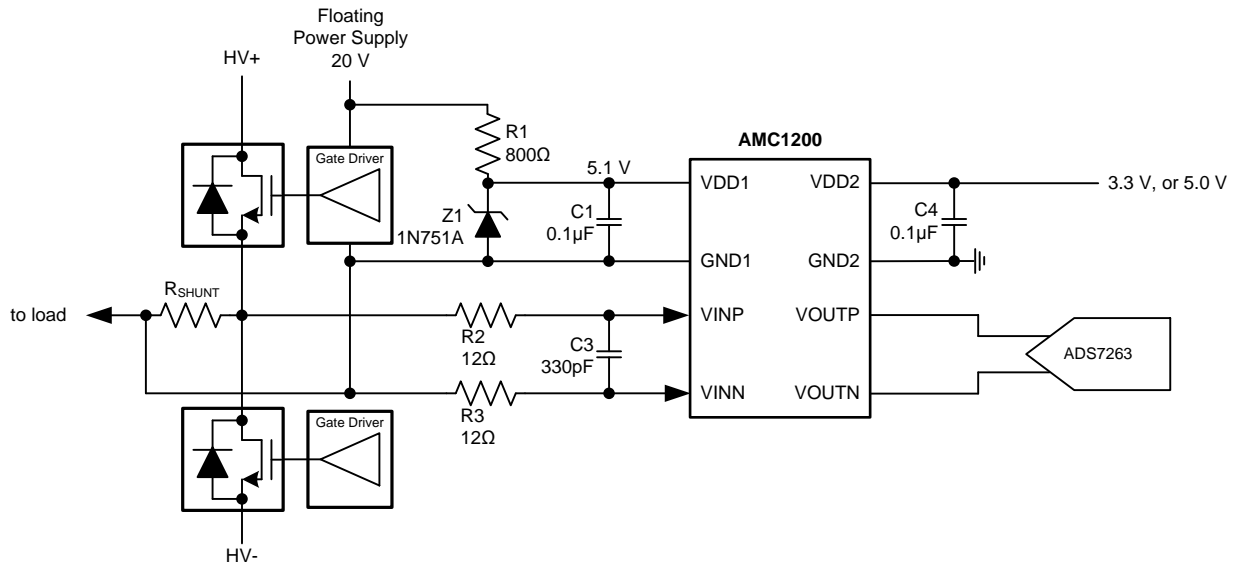 Floating
Power Supply
20 V
HV+
Gate Driver
R1
800Ω
5.1 V
Z1
1N751A
C1
0.1µF
AMC1200
VDD1
VDD2
GND1
GND2
VINP
VOUTP
VINN
VOUTN
C4
0.1µF
3.3 V, or 5.0 V
RSHUNT
to load
R2
12Ω
C3
330pF
R3
12Ω
ADS7263
Gate Driver
HV-